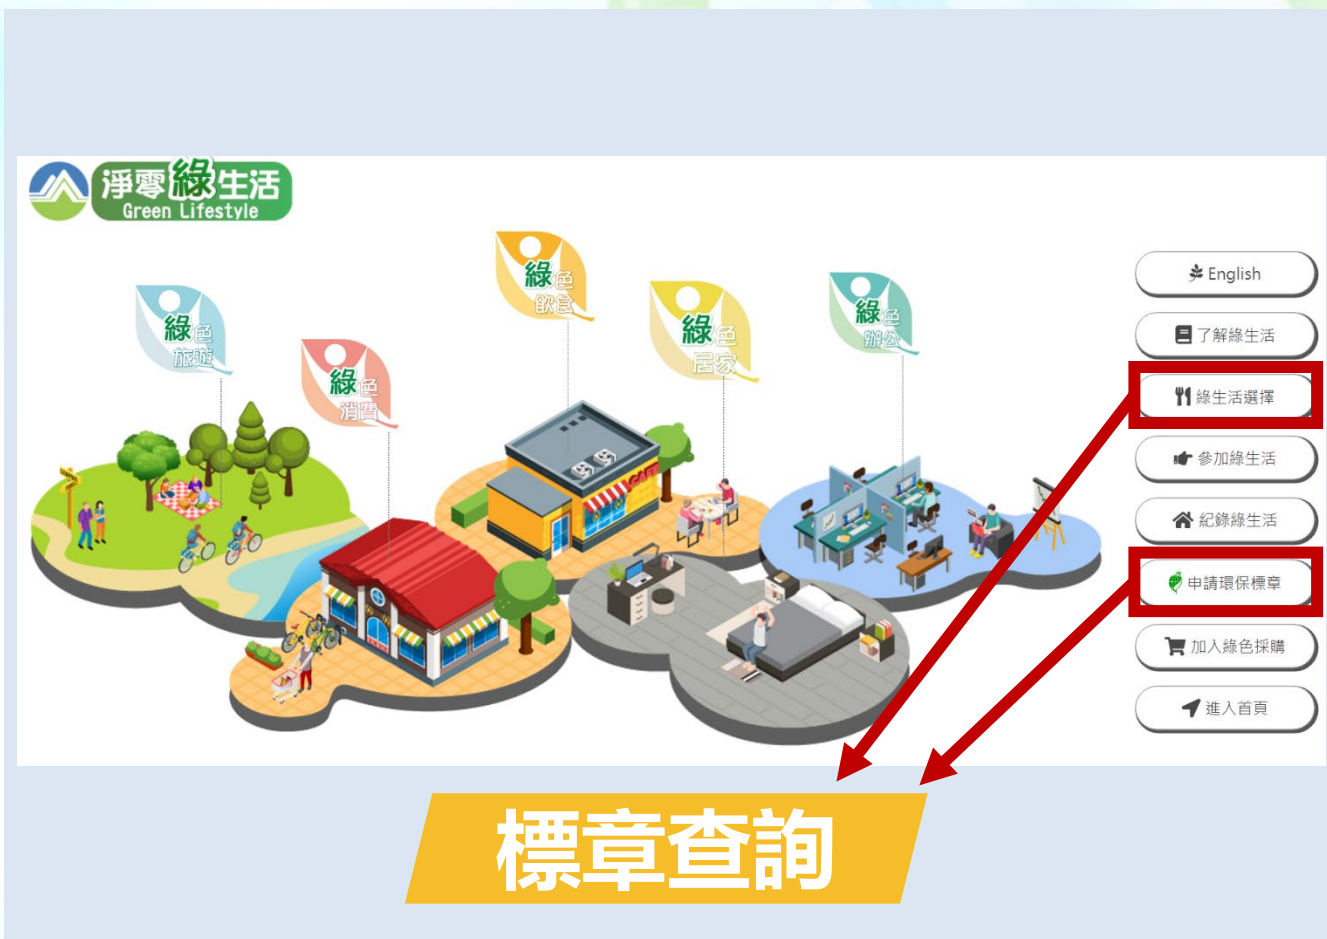 淨零綠生活
Green Lifestyle
綠色
旅遊
綠色
消費
綠色
飲食
綠色
居家
綠色
辦公
CAFE
English
了解綠生活
綠生活選擇
參加綠生活
紀錄綠生活
申請環保標章
加入綠色採購
進入首頁
標章查詢